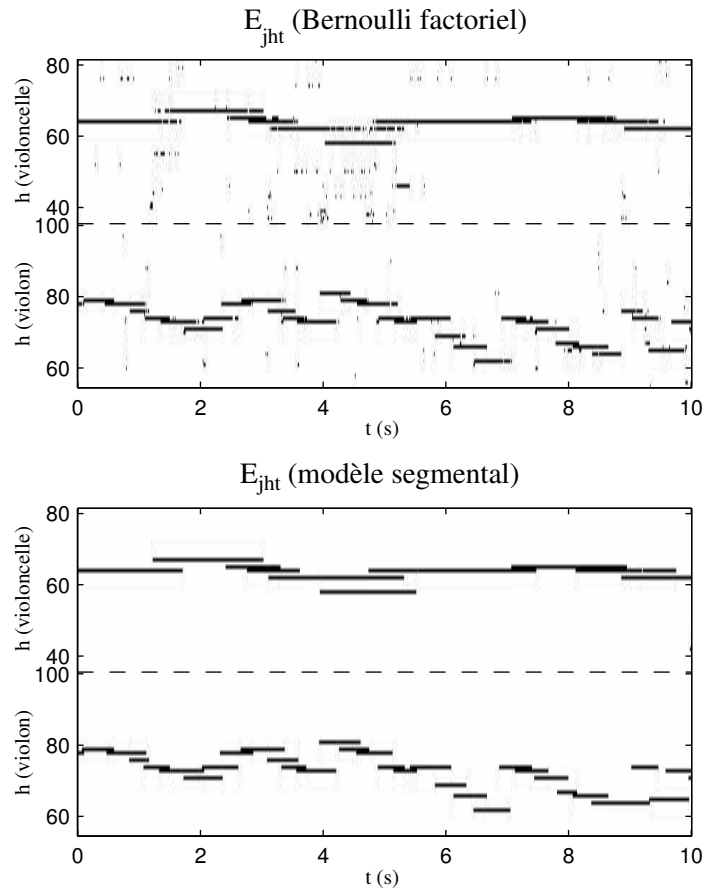 E_jht (Bernoulli factoriel)
80
60
40
h (violoncelle)
100
80
60
h (violon)
0 2 4 6 8 10
t (s)
E_jht (modèle segmental)
80
60
40
h (violoncelle)
100
80
60
h (violon)
0 2 4 6 8 10
t (s)